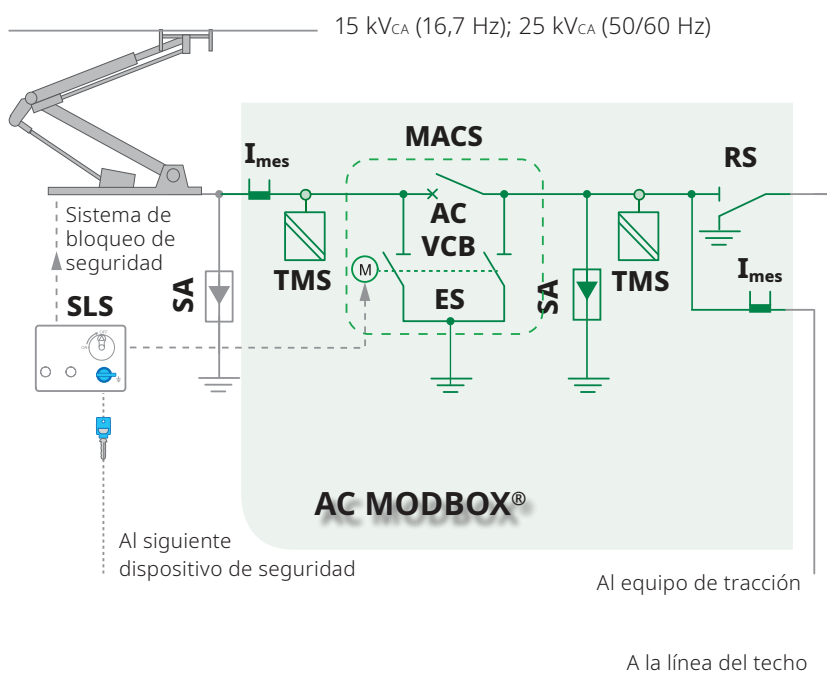 15 kVCA (16,7 Hz); 25 kVCA (50/60 Hz)
MACS
Imes
RS
AC
VCB
Sistema de
bloqueo de
seguridad
M
TMS
TMS
Imes
SA
ES
SA
SLS
OFF
ON
AC MODBOX®
Al siguiente
dispositivo de seguridad
Al equipo de tracción
A la línea del techo